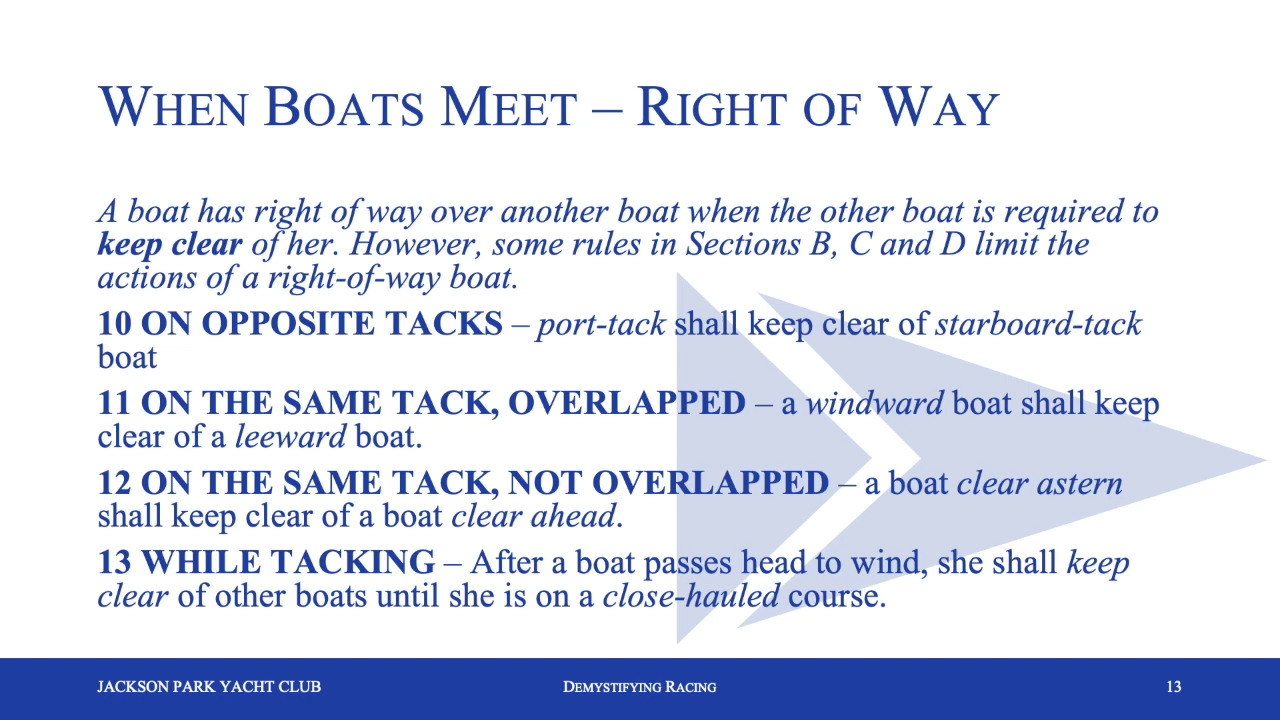 WHEN BOATS MEET – RIGHT OF WAY
A boat has right of way over another boat when the other boat is required to
keep clear of her. However, some rules in Sections B, C and D limit the
actions of a right-of-way boat.
10 ON OPPOSITE TACKS – port-tack shall keep clear of starboard-tack
boat
11 ON THE SAME TACK, OVERLAPPED – a windward boat shall keep
clear of a leeward boat.
12 ON THE SAME TACK, NOT OVERLAPPED – a boat clear astern
shall keep clear of a boat clear ahead.
13 WHILE TACKING – After a boat passes head to wind, she shall keep
clear of other boats until she is on a close-hauled course.
JACKSON PARK YACHT CLUB
DEMYSTIFYING RACING
13